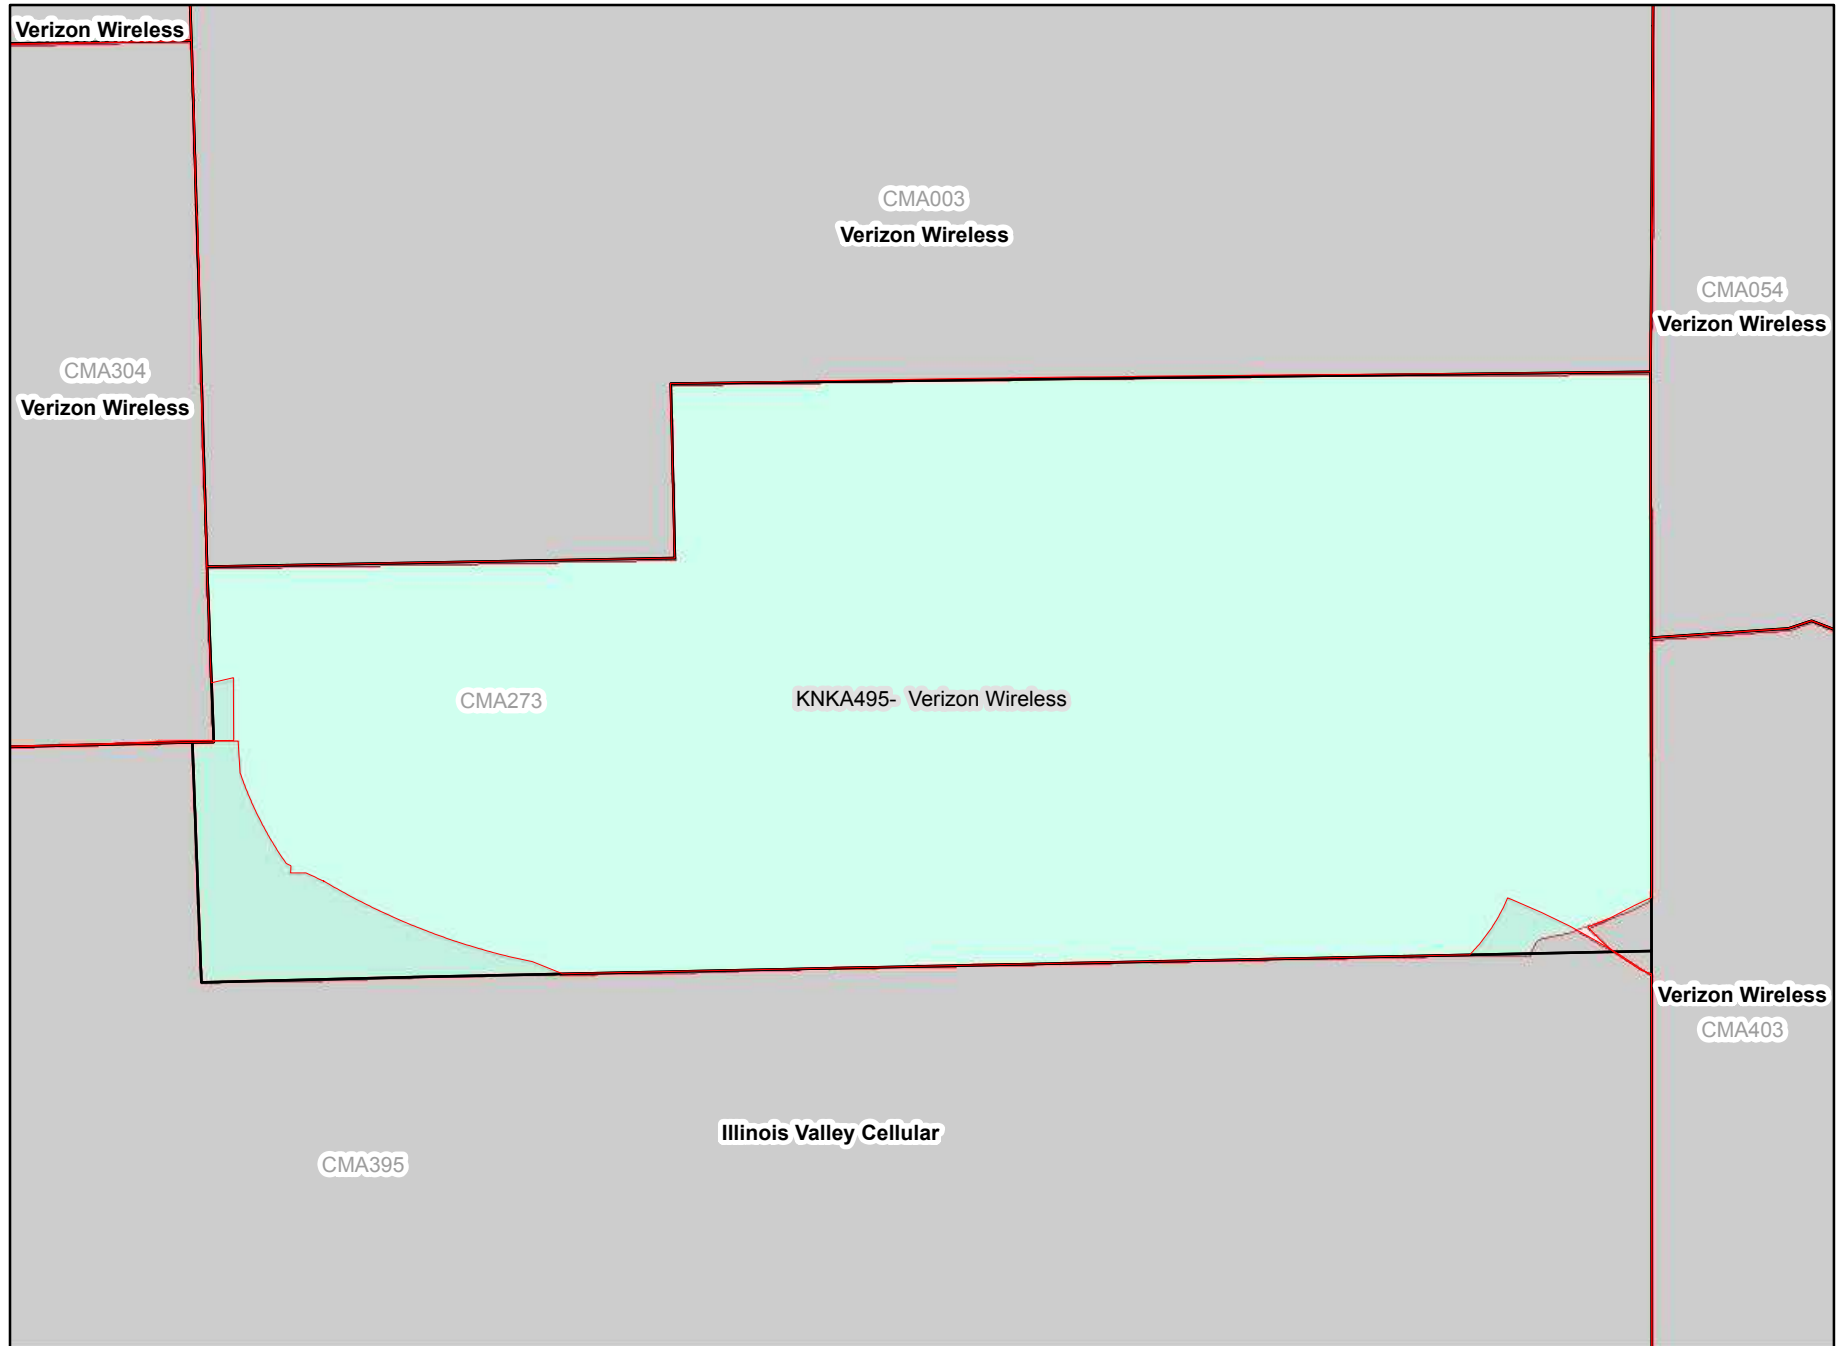 Verizon Wireless
CMA003
Verizon Wireless
CMA054
Verizon Wireless
CMA304
Verizon Wireless
CMA273
KNKA495- Verizon Wireless
Verizon Wireless
CMA403
Illinois Valley Cellular
CMA395